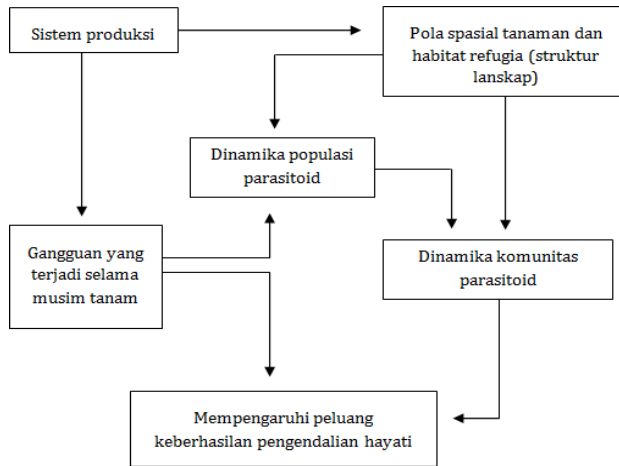 Sistem produksi
Pola spasial tanaman dan
habitat refugia (struktur
lanskap)
Dinamika populasi
parasitoid
Gangguan yang
terjadi selama
musim tanam
Dinamika komunitas
parasitoid
Mempengaruhi peluang
keberhasilan pengendalian hayati